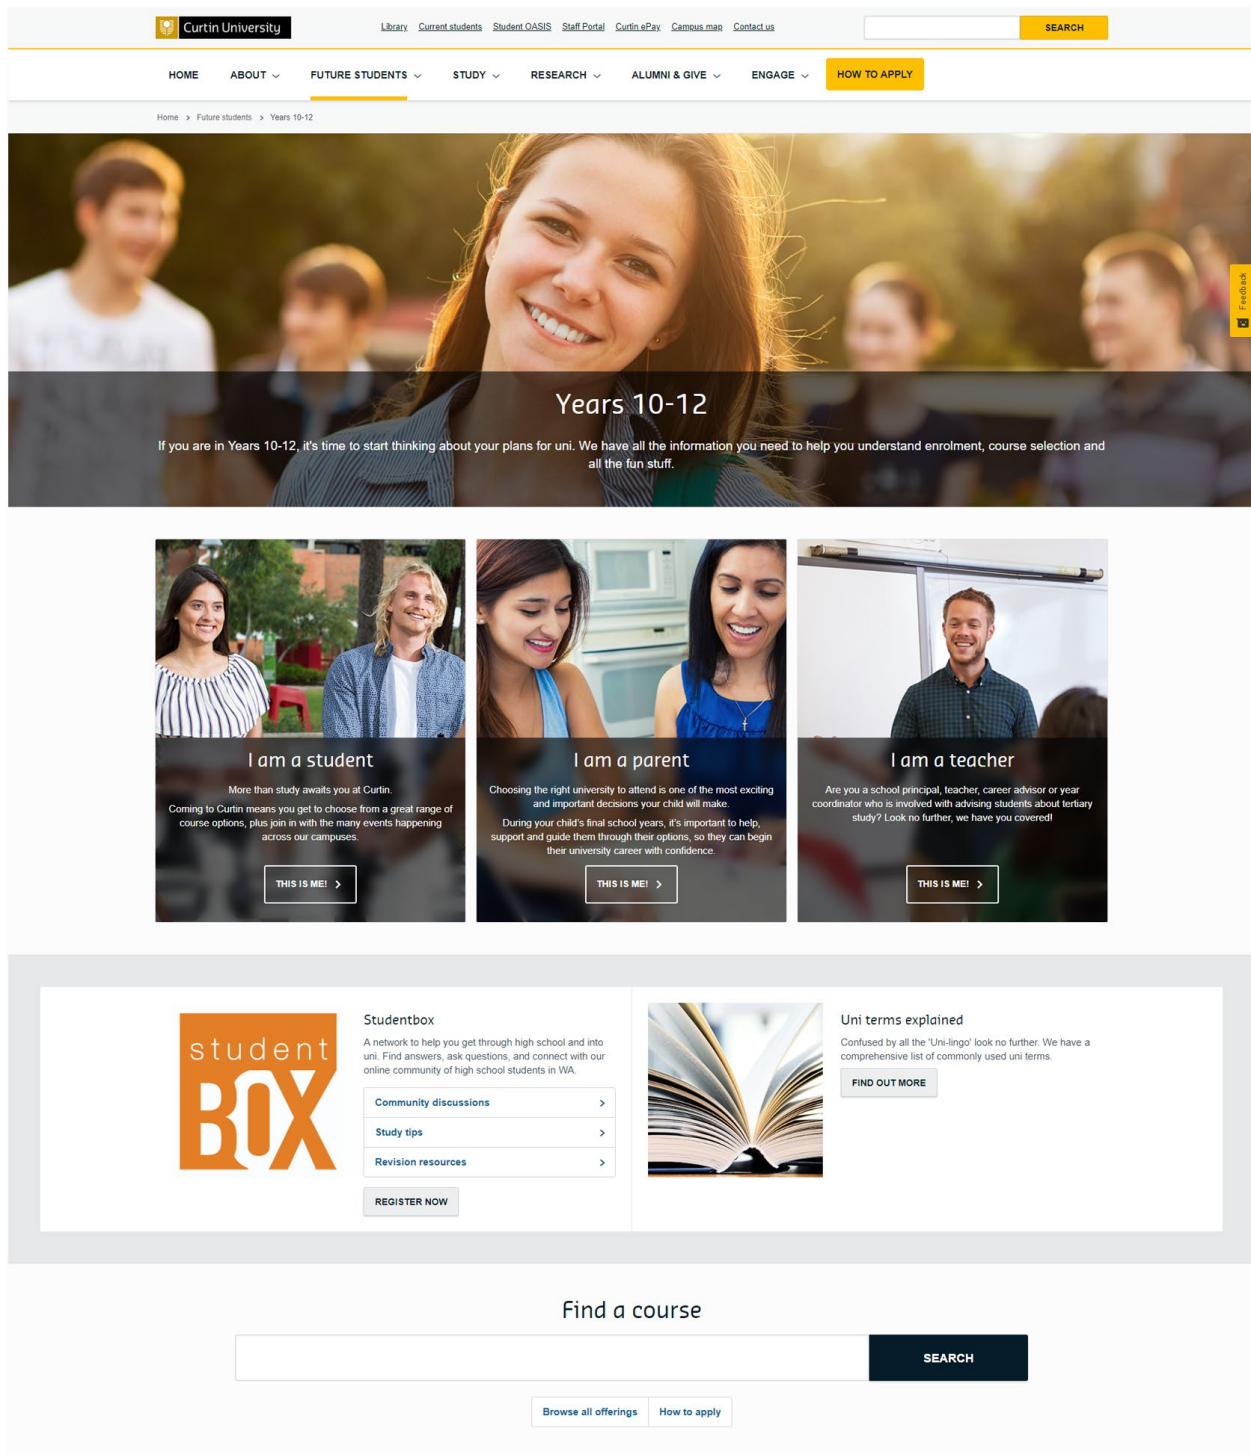 Curtin University
Library Current students Student OASIS Staff Portal Curtin ePay Campus map Contact us
SEARCH
HOME ABOUT FUTURE STUDENTS STUDY RESEARCH ALUMNI & GIVE ENGAGE HOW TO APPLY
Home > Future students > Years 10-12
Feedback
Years 10-12
If you are in Years 10-12, it's time to start thinking about your plans for uni. We have all the information you need to help you understand enrolment, course selection and
all the fun stuff.
I am a student
More than study awaits you at Curtin.
Coming to Curtin means you get to choose from a great range of
course options, plus join in with the many events happening
across our campuses.
THIS IS ME! >
I am a parent
Choosing the right university to attend is one of the most exciting
and important decisions your child will make.
During your child's final school years, it's important to help,
support and guide them through their options, so they can begin
their university career with confidence.
THIS IS ME! >
I am a teacher
Are you a school principal, teacher, career advisor or year
coordinator who is involved with advising students about tertiary
study? Look no further, we have you covered!
THIS IS ME! >
student
BOX
Studentbox
A network to help you get through high school and into
uni. Find answers, ask questions, and connect with our
online community of high school students in WA.
Community discussions >
Study tips >
Revision resources >
REGISTER NOW
Uni terms explained
Confused by all the 'Uni-lingo' look no further. We have a
comprehensive list of commonly used uni terms.
FIND OUT MORE
Find a course
SEARCH
Browse all offerings How to apply